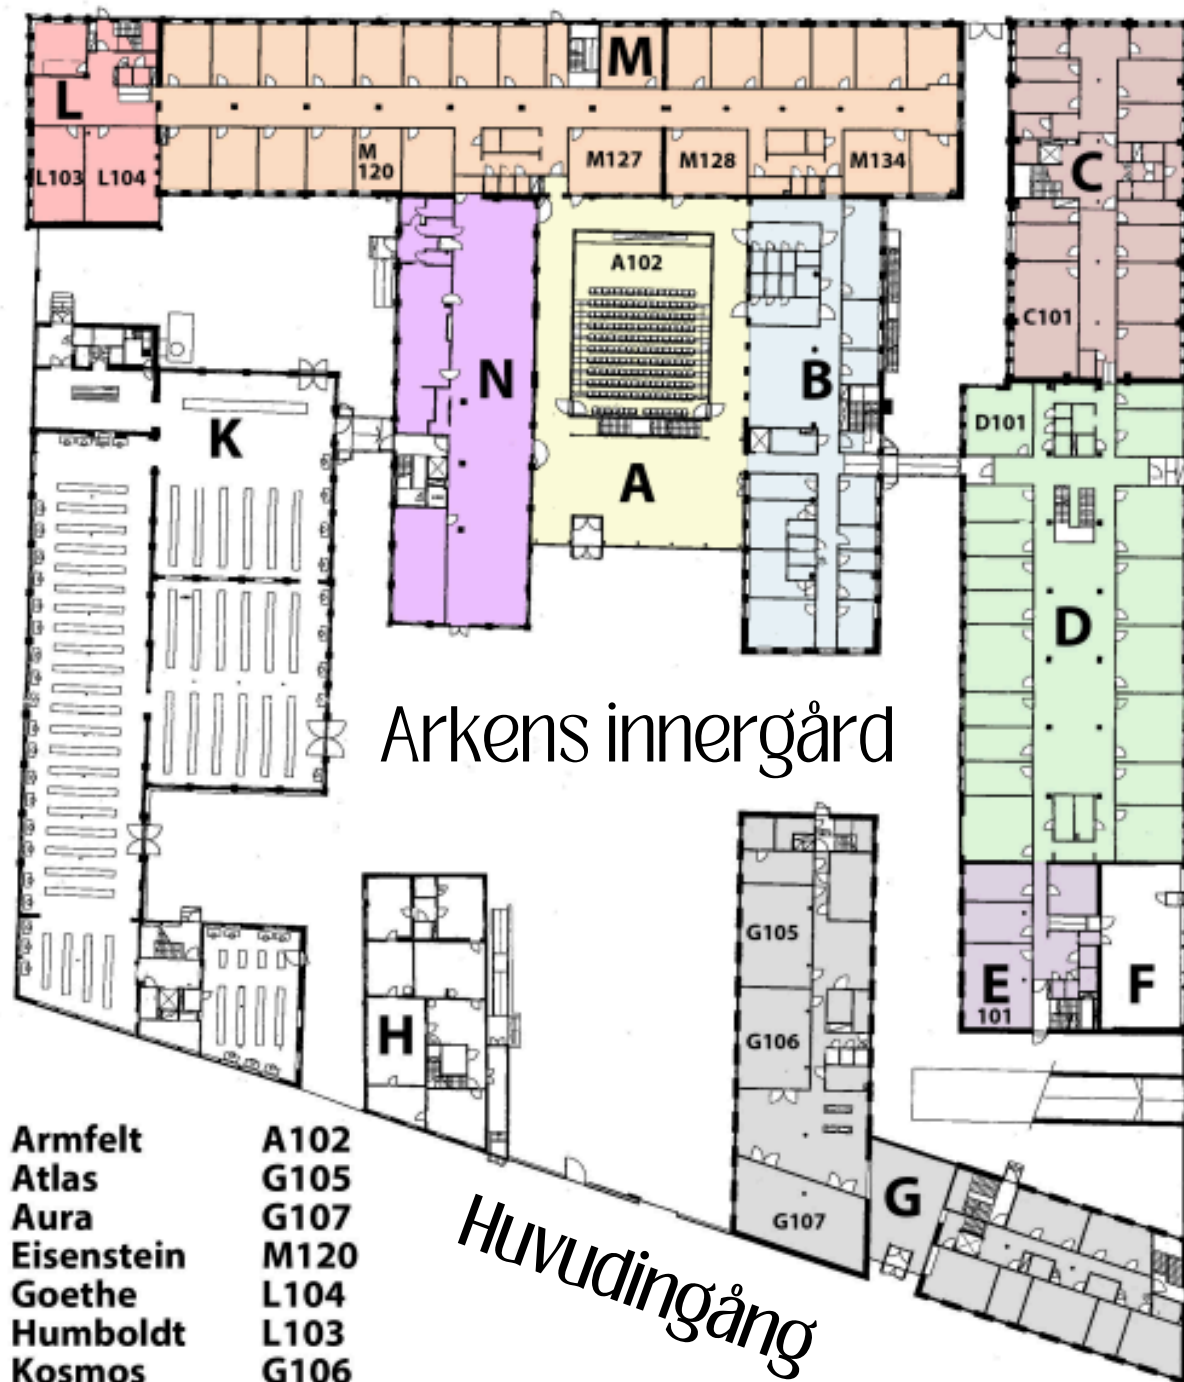 M
L
M
120
M127
M128
M134
L103
L104
C
A102
C101
N
B
D101
K
A
D
Arkens innergård
G105
E
101
F
H
G106
G
G107
Huvudingång
Armfelt A102
Atlas G105
Aura G107
Eisenstein M120
Goethe L104
Humboldt L103
Kosmos G106